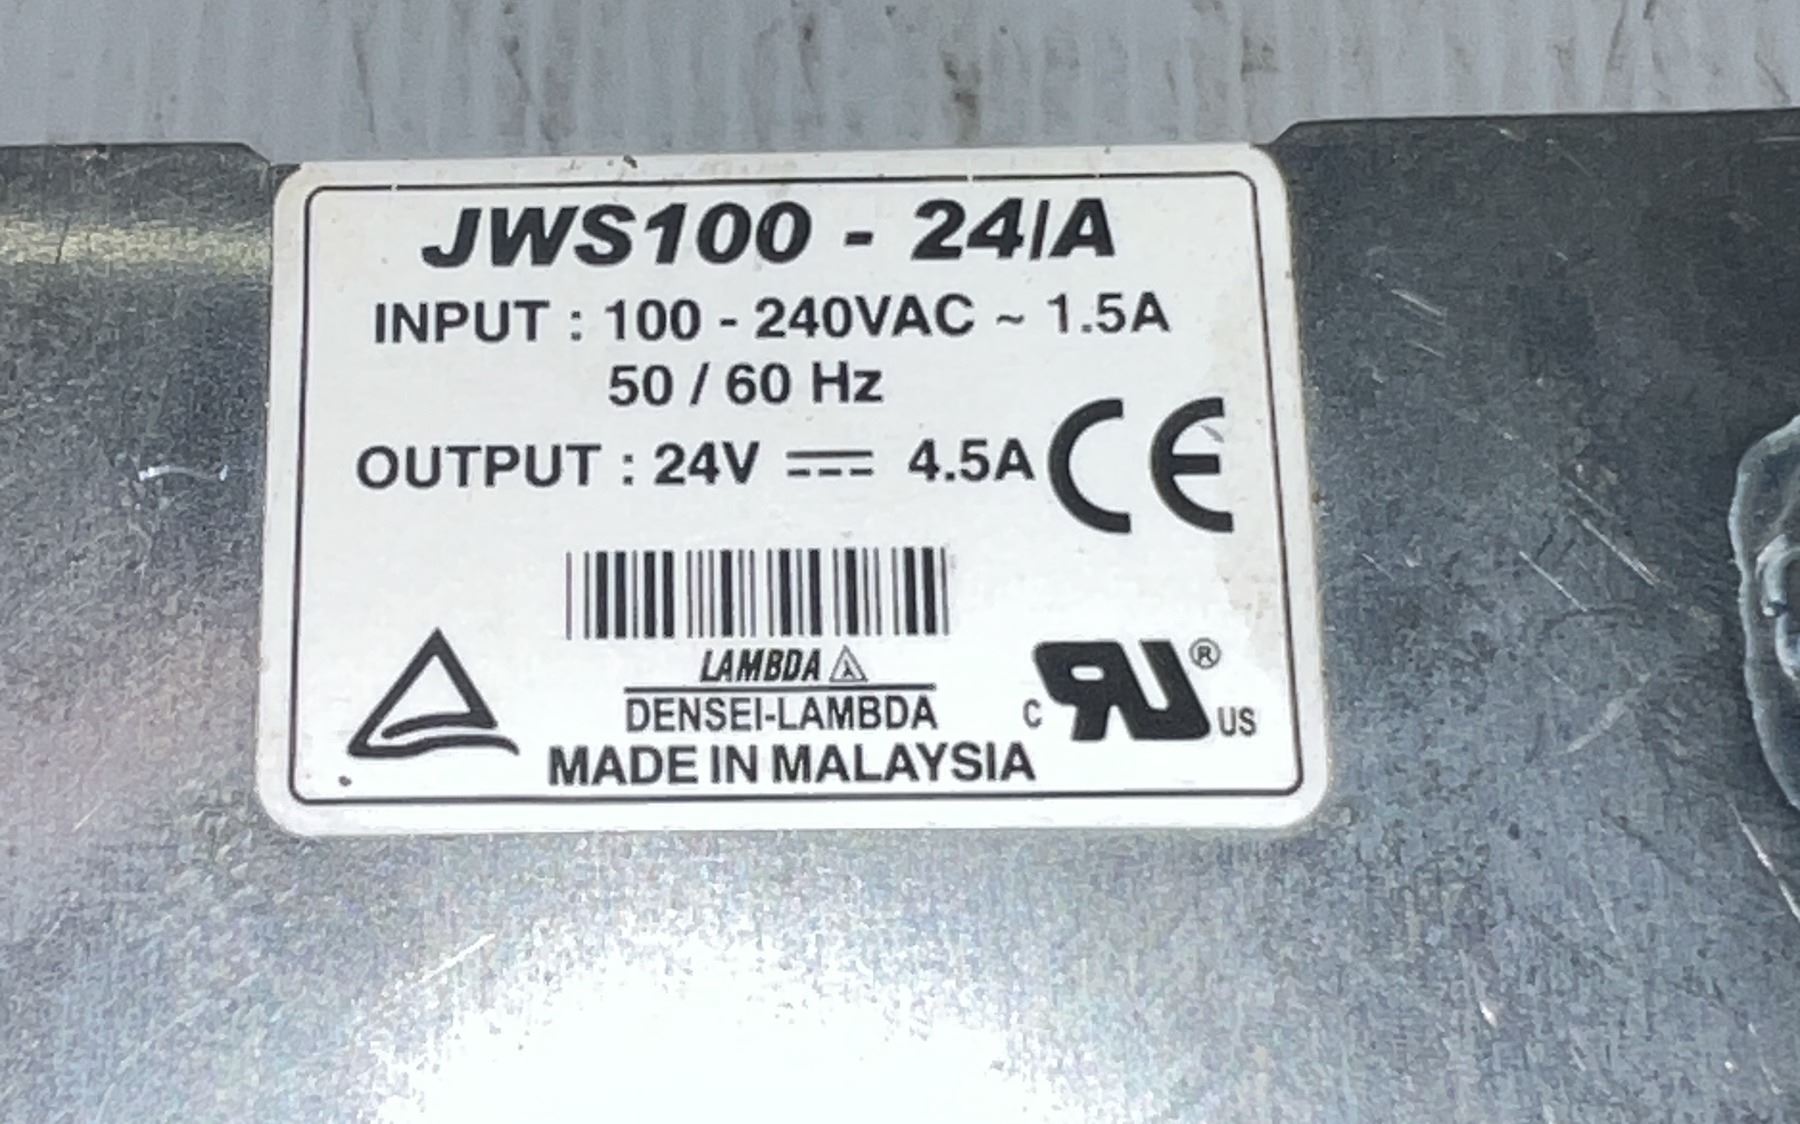 JWS100 - 24/A
INPUT : 100 - 240VAC ~ 1.5A
50 / 60 Hz
OUTPUT : 24V ⎓ 4.5A CE
LAMBDA
DENSEI-LAMBDA
C RU ® US
MADE IN MALAYSIA